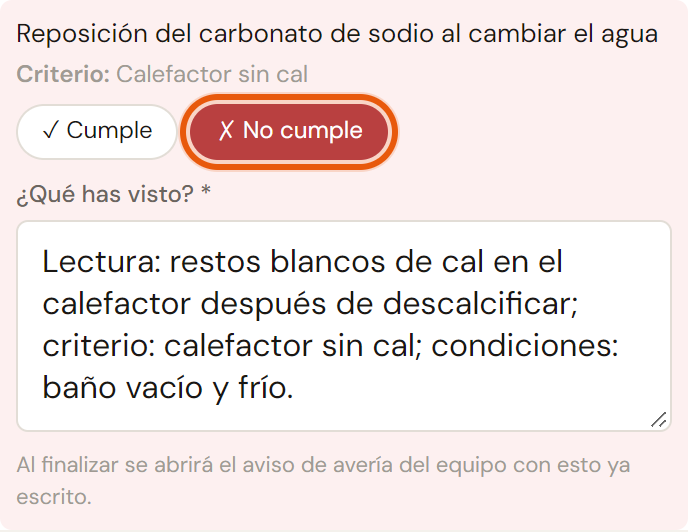 Reposición del carbonato de sodio al cambiar el agua
Criterio: Calefactor sin cal
✓ Cumple
✗ No cumple
¿Qué has visto? *
Lectura: restos blancos de cal en el
calefactor después de descalcificar;
criterio: calefactor sin cal; condiciones:
baño vacío y frío.
Al finalizar se abrirá el aviso de avería del equipo con esto ya
escrito.